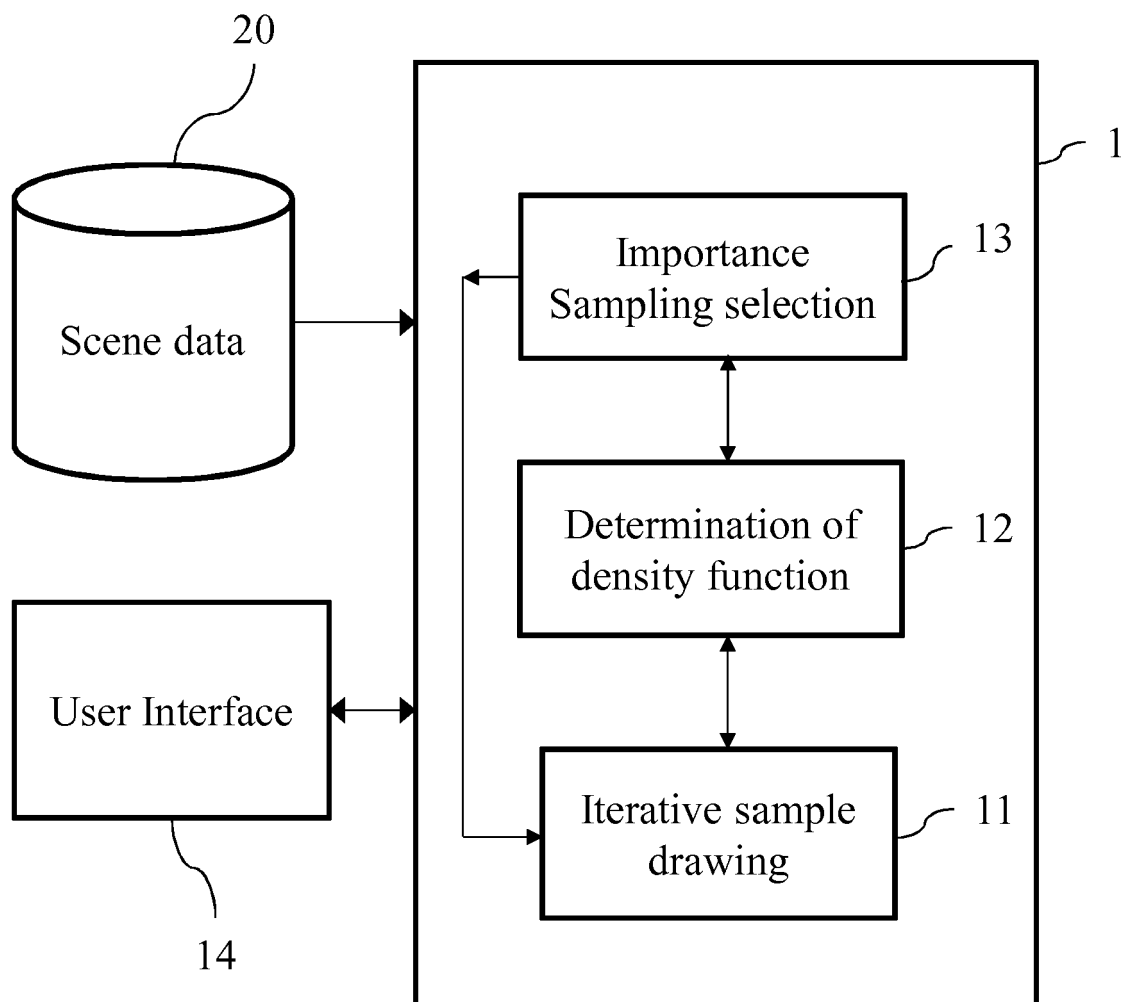 20
1
Importance
Sampling selection
13
Scene data
Determination of
density function
12
User Interface
Iterative sample
drawing
11
14